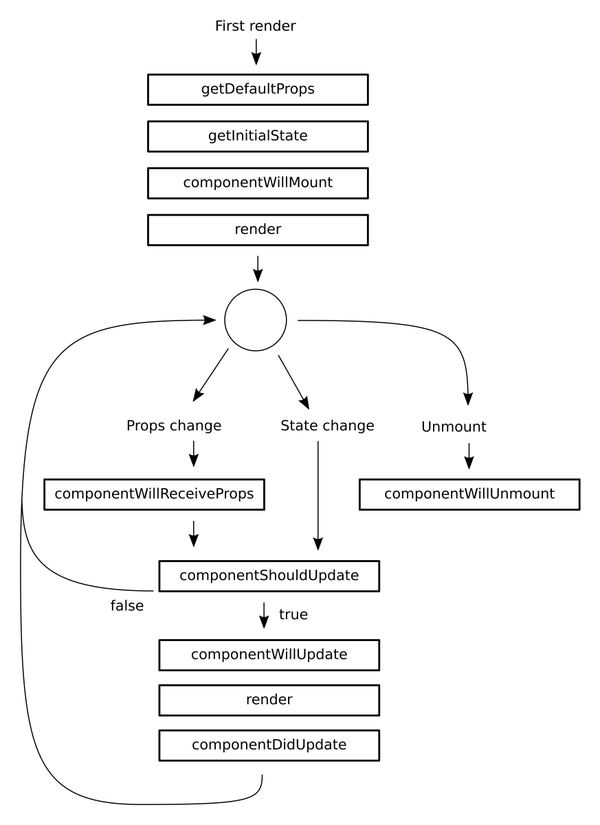 First render
getDefaultProps
getInitialState
componentWillMount
render
Props change
State change
Unmount
componentWillReceiveProps
componentWillUnmount
componentShouldUpdate
false
true
componentWillUpdate
render
componentDidUpdate